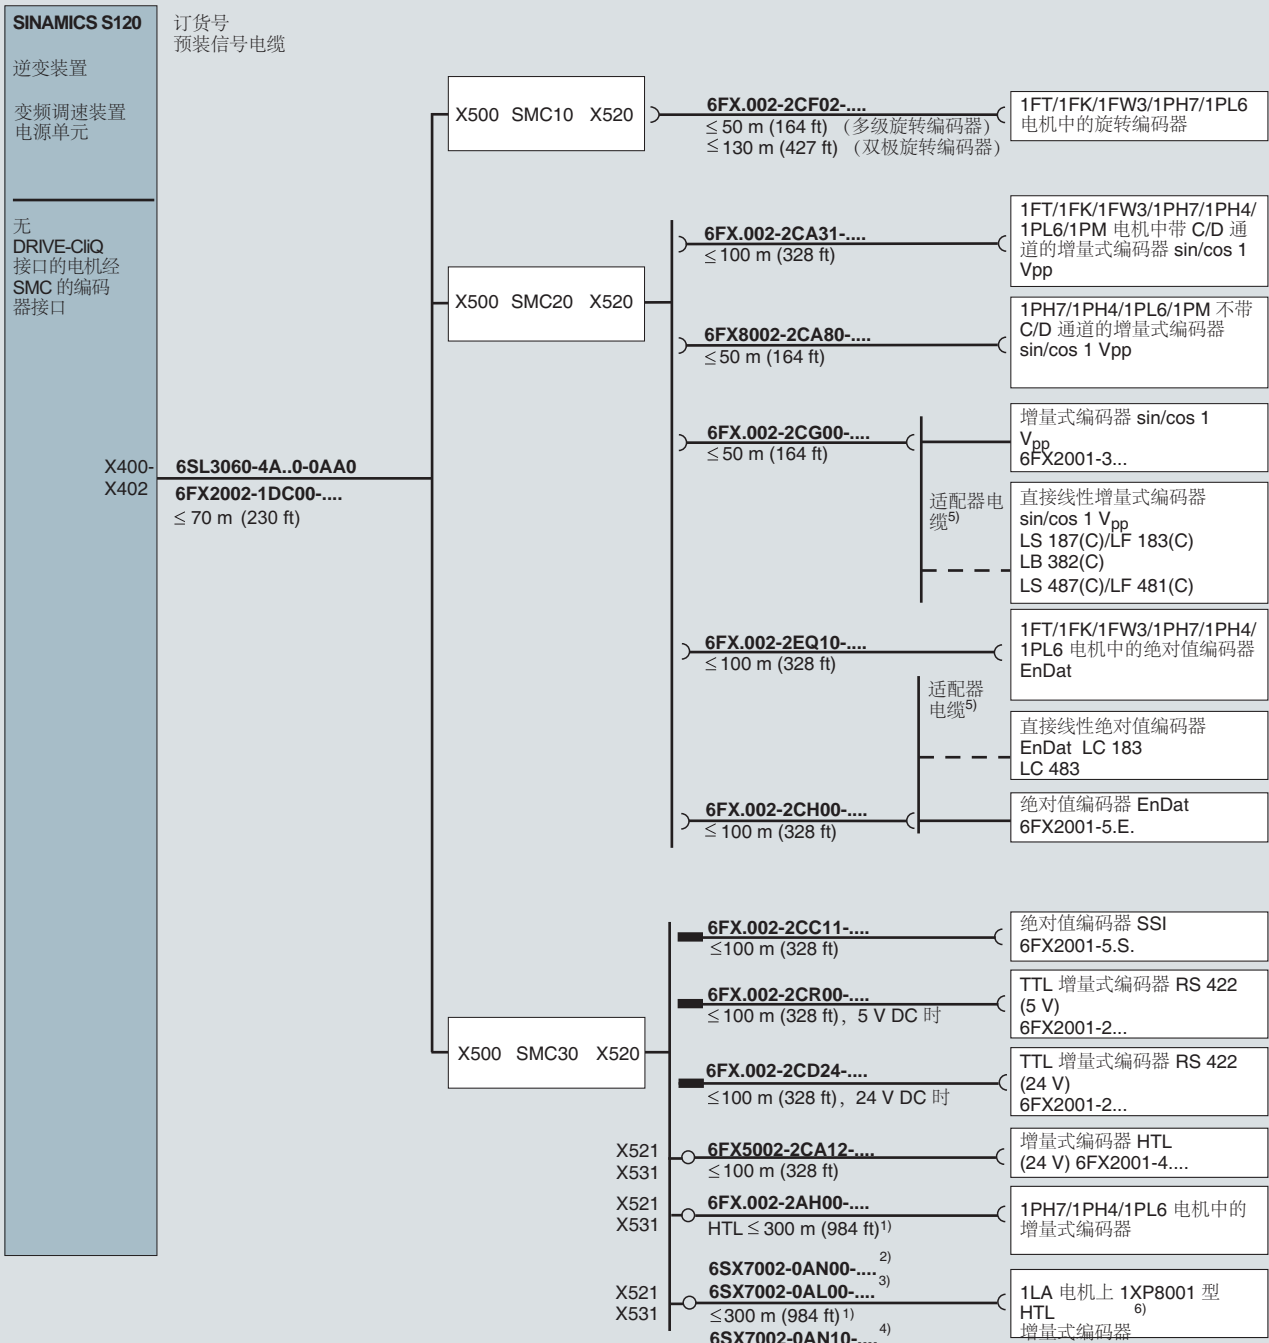 SINAMICS S120
逆变装置
变频调速装置
电源单元
无
DRIVE-CliQ
接口的电机经
SMC 的编码
器接口
X400-
X402
订货号
预装信号电缆
6SL3060-4A..0-0AA0
6FX2002-1DC00-....
≤ 70 m (230 ft)
X500 SMC10 X520
6FX.002-2CF02-....
≤ 50 m (164 ft) （多级旋转编码器）
≤ 130 m (427 ft) （双极旋转编码器）
1FT/1FK/1FW3/1PH7/1PL6
电机中的旋转编码器
X500 SMC20 X520
6FX.002-2CA31-....
≤ 100 m (328 ft)
1FT/1FK/1FW3/1PH7/1PH4/
1PL6/1PM 电机中带 C/D 通
道的增量式编码器 sin/cos 1
Vpp
6FX8002-2CA80-....
≤ 50 m (164 ft)
1PH7/1PH4/1PL6/1PM 不带
C/D 通道的增量式编码器
sin/cos 1 Vpp
6FX.002-2CG00-....
≤ 50 m (164 ft)
增量式编码器 sin/cos 1
Vpp
6FX2001-3...
适配器电
缆5)
直接线性增量式编码器
sin/cos 1 Vpp
LS 187(C)/LF 183(C)
LB 382(C)
LS 487(C)/LF 481(C)
6FX.002-2EQ10-....
≤ 100 m (328 ft)
1FT/1FK/1FW3/1PH7/1PH4/
1PL6 电机中的绝对值编码器
EnDat
适配器
电缆5)
直接线性绝对值编码器
EnDat LC 183
LC 483
6FX.002-2CH00-....
≤ 100 m (328 ft)
绝对值编码器 EnDat
6FX2001-5.E.
X500 SMC30 X520
6FX.002-2CC11-....
≤100 m (328 ft)
绝对值编码器 SSI
6FX2001-5.S.
6FX.002-2CR00-....
≤ 100 m (328 ft)，5 V DC 时
TTL 增量式编码器 RS 422
(5 V)
6FX2001-2...
6FX.002-2CD24-....
≤100 m (328 ft)，24 V DC 时
TTL 增量式编码器 RS 422
(24 V)
6FX2001-2...
X521
X531
6FX5002-2CA12-....
≤ 100 m (328 ft)
增量式编码器 HTL
(24 V) 6FX2001-4....
X521
X531
6FX.002-2AH00-....
HTL ≤ 300 m (984 ft)1)
1PH7/1PH4/1PL6 电机中的
增量式编码器
X521
X531
6SX7002-0AN00-.... 2)
6SX7002-0AL00-.... 3)
≤300 m (984 ft)1)
6SX7002-0AN10-.... 4)
1LA 电机上 1XP8001 型
HTL 6)
增量式编码器